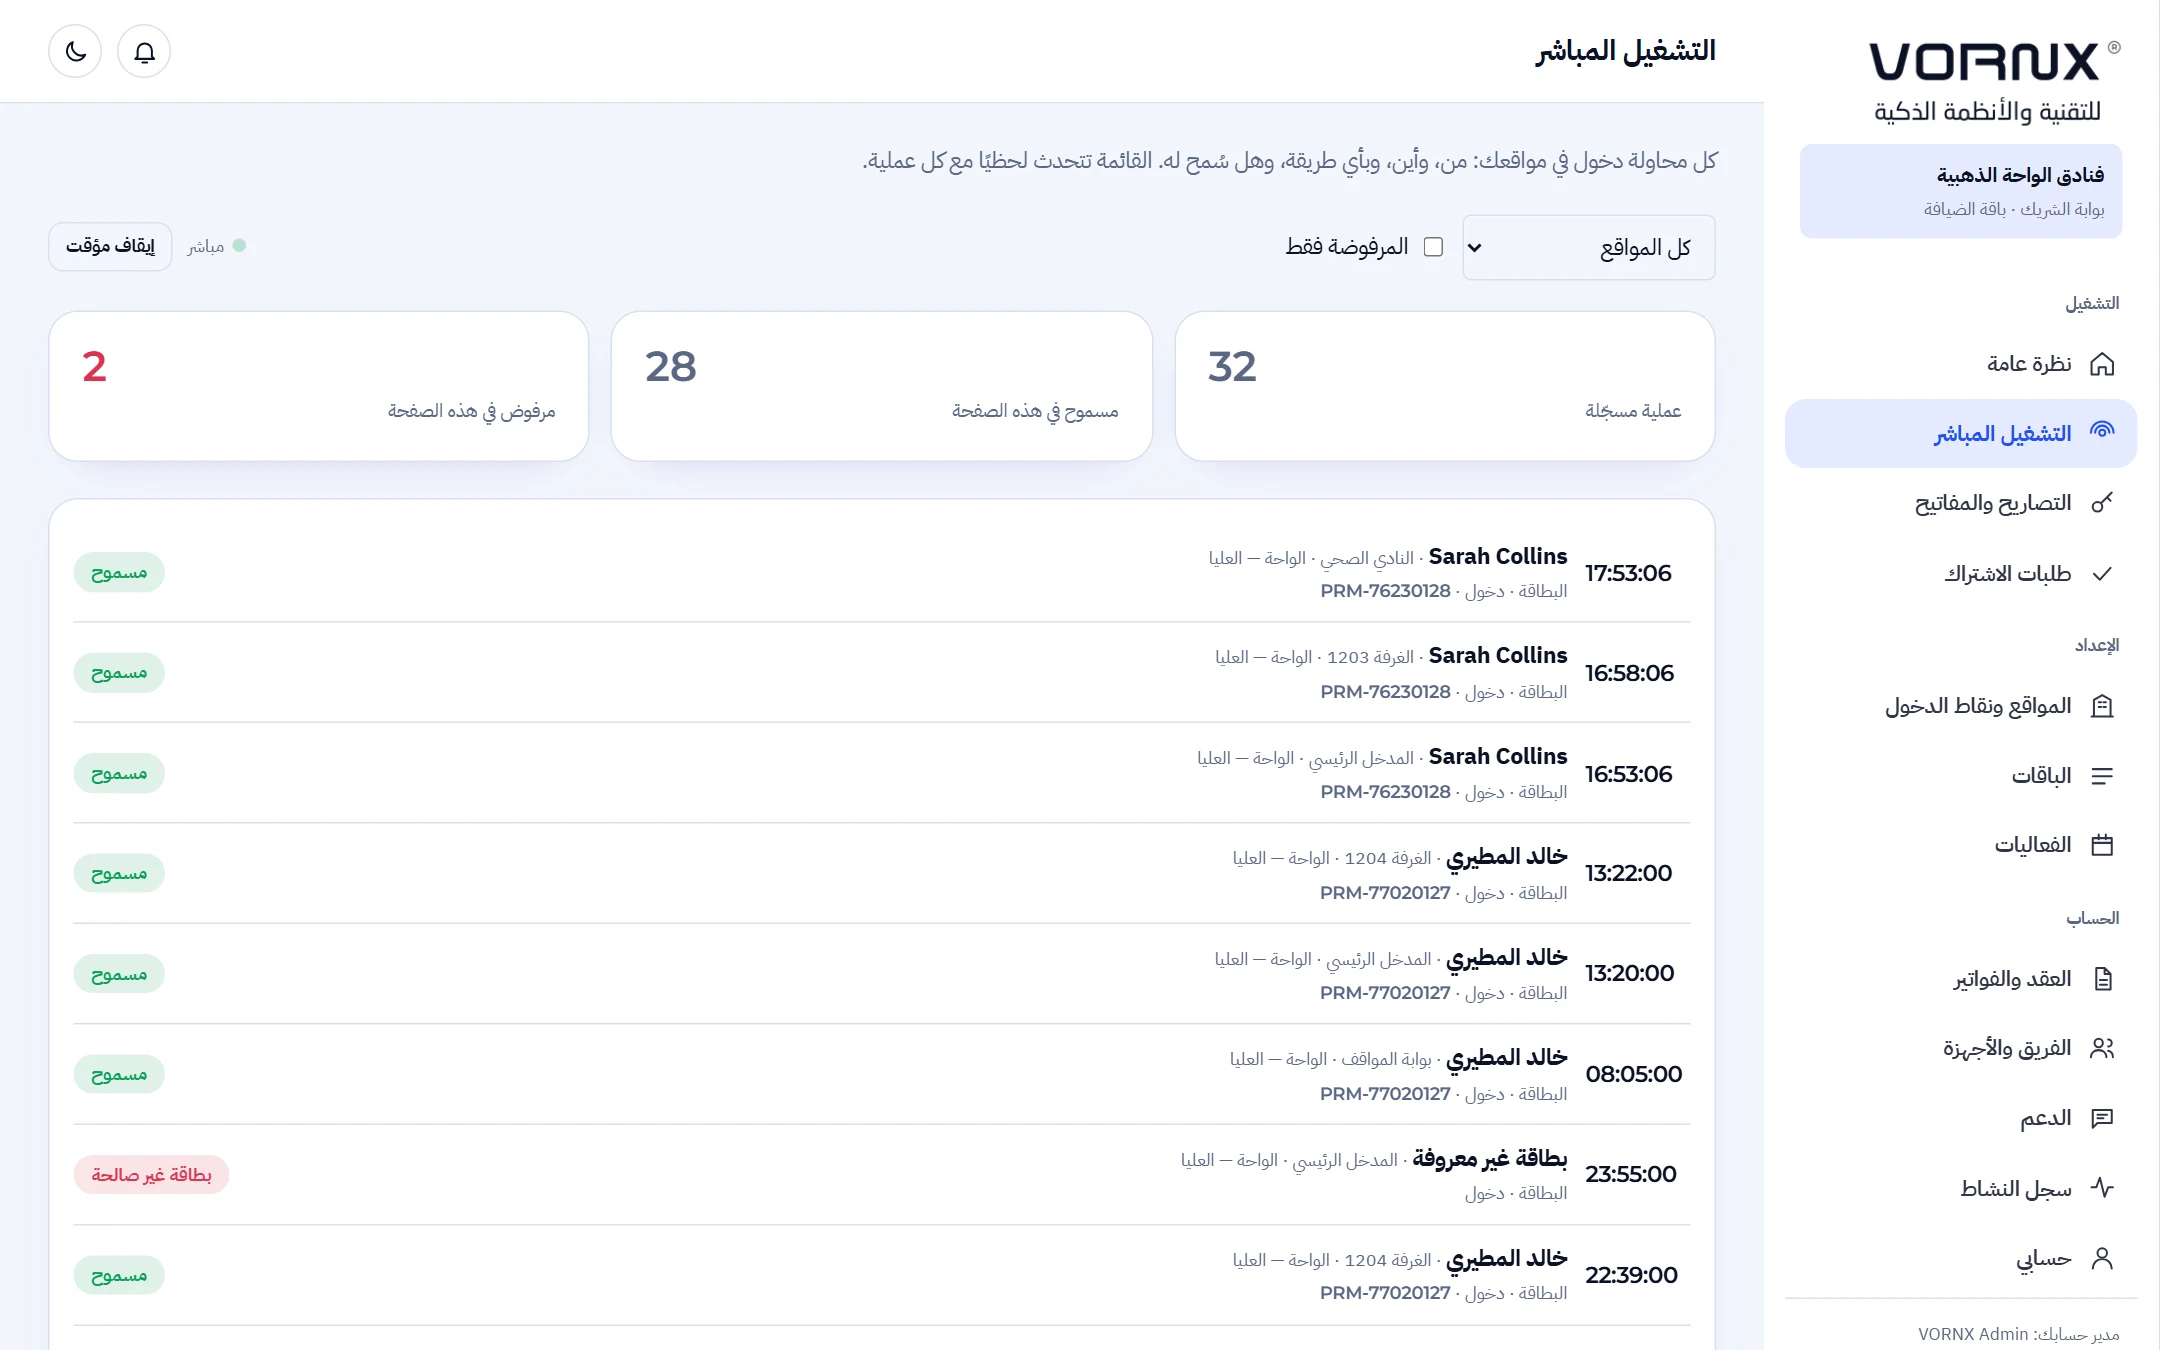 VORNX ®
للتقنية والأنظمة الذكية
فنادق الواحة الذهبية
بوابة الشريك · باقة الضيافة
التشغيل
نظرة عامة
التشغيل المباشر
التصاريح والمفاتيح
طلبات الاشتراك
الإعداد
المواقع ونقاط الدخول
الباقات
الفعاليات
الحساب
العقد والفواتير
الفريق والأجهزة
الدعم
سجل النشاط
حسابي
مدير حسابك: VORNX Admin
التشغيل المباشر
كل محاولة دخول في مواقعك: من، وأين، وبأي طريقة، وهل سُمح له. القائمة تتحدث لحظيًا مع كل عملية.
كل المواقع
المرفوضة فقط
مباشر
إيقاف مؤقت
32
عملية مسجّلة
28
مسموح في هذه الصفحة
2
مرفوض في هذه الصفحة
17:53:06 Sarah Collins · النادي الصحي · الواحة — العليا مسموح
البطاقة · دخول · PRM-76230128
16:58:06 Sarah Collins · الغرفة 1203 · الواحة — العليا مسموح
البطاقة · دخول · PRM-76230128
16:53:06 Sarah Collins · المدخل الرئيسي · الواحة — العليا مسموح
البطاقة · دخول · PRM-76230128
13:22:00 خالد المطيري · الغرفة 1204 · الواحة — العليا مسموح
البطاقة · دخول · PRM-77020127
13:20:00 خالد المطيري · المدخل الرئيسي · الواحة — العليا مسموح
البطاقة · دخول · PRM-77020127
08:05:00 خالد المطيري · بوابة المواقف · الواحة — العليا مسموح
البطاقة · دخول · PRM-77020127
23:55:00 بطاقة غير معروفة · المدخل الرئيسي · الواحة — العليا بطاقة غير صالحة
البطاقة · دخول
22:39:00 خالد المطيري · الغرفة 1204 · الواحة — العليا مسموح
البطاقة · دخول · PRM-77020127